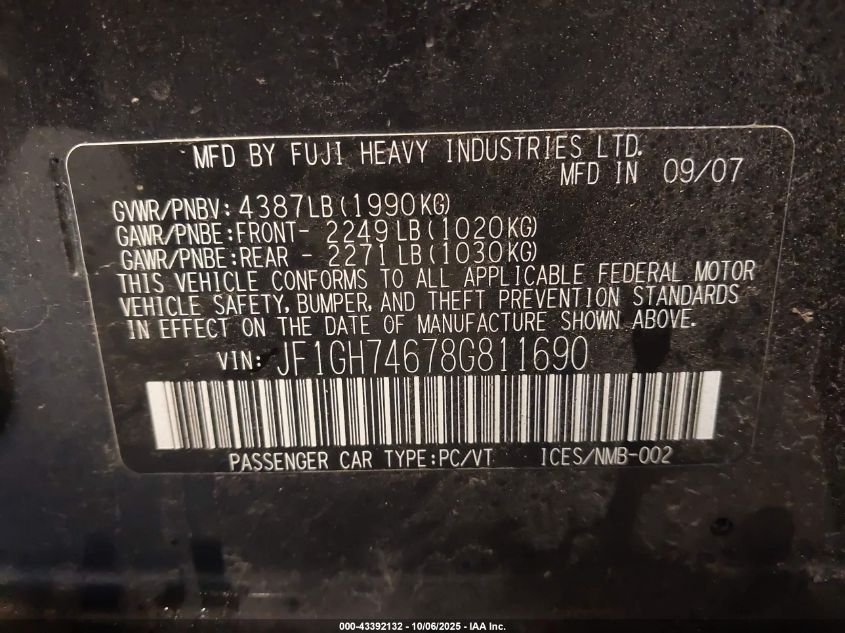 MFD BY FUJI HEAVY INDUSTRIES LTD.
MFD IN 09/07
GVWR/PNBV: 4387LB(1990KG)
GAWR/PNBE:FRONT- 2249 LB(1020KG)
GAWR/PNBE:REAR - 2271 LB(1030KG)
THIS VEHICLE CONFORMS TO ALL APPLICABLE FEDERAL MOTOR
VEHICLE SAFETY, BUMPER, AND THEFT PREVENTION STANDARDS
IN EFFECT ON THE DATE OF MANUFACTURE SHOWN ABOVE.
VIN: JF1GH74678G811690
PASSENGER CAR TYPE:PC/VT ICES/NMB-002
000-43392132 - 10/06/2025 - IAA Inc.